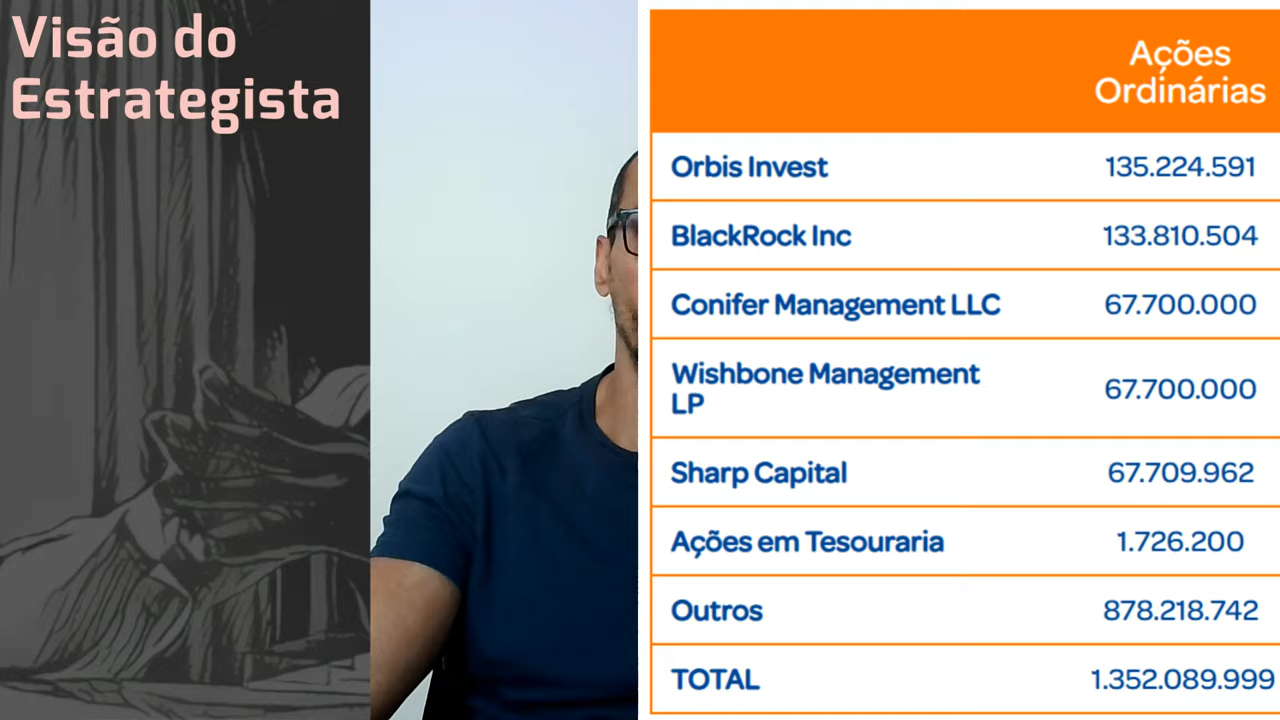 Visão do
Estrategista
Ações
Ordinárias
Orbis Invest 135.224.591
BlackRock Inc 133.810.504
Conifer Management LLC 67.700.000
Wishbone Management
LP 67.700.000
Sharp Capital 67.709.962
Ações em Tesouraria 1.726.200
Outros 878.218.742
TOTAL 1.352.089.999